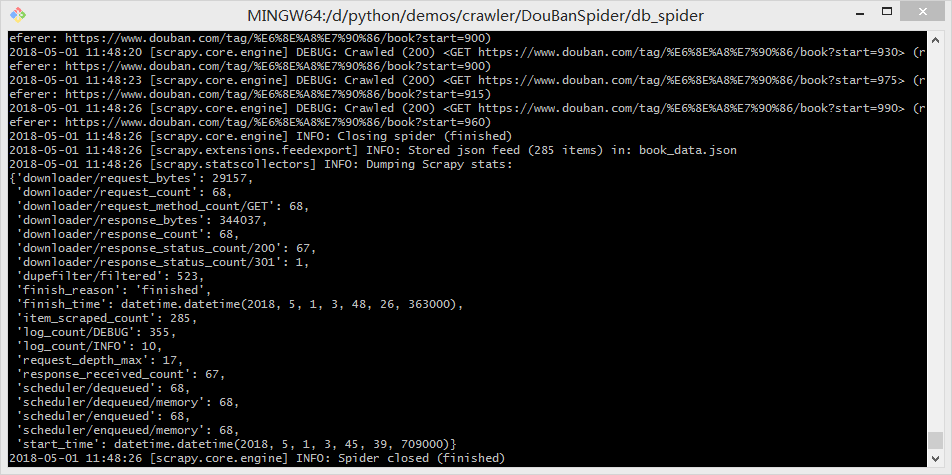 MINGW64:/d/python/demos/crawler/DouBanSpider/db_spider
eferer: https://www.douban.com/tag/%E6%8E%A8%E7%90%86/book?start=900)
2018-05-01 11:48:20 [scrapy.core.engine] DEBUG: Crawled (200) <GET https://www.douban.com/tag/%E6%8E%A8%E7%90%86/book?start=930> (r
eferer: https://www.douban.com/tag/%E6%8E%A8%E7%90%86/book?start=900)
2018-05-01 11:48:23 [scrapy.core.engine] DEBUG: Crawled (200) <GET https://www.douban.com/tag/%E6%8E%A8%E7%90%86/book?start=975> (r
eferer: https://www.douban.com/tag/%E6%8E%A8%E7%90%86/book?start=915)
2018-05-01 11:48:26 [scrapy.core.engine] DEBUG: Crawled (200) <GET https://www.douban.com/tag/%E6%8E%A8%E7%90%86/book?start=990> (r
eferer: https://www.douban.com/tag/%E6%8E%A8%E7%90%86/book?start=960)
2018-05-01 11:48:26 [scrapy.core.engine] INFO: Closing spider (finished)
2018-05-01 11:48:26 [scrapy.extensions.feedexport] INFO: Stored json feed (285 items) in: book_data.json
2018-05-01 11:48:26 [scrapy.statscollectors] INFO: Dumping Scrapy stats:
{'downloader/request_bytes': 29157,
 'downloader/request_count': 68,
 'downloader/request_method_count/GET': 68,
 'downloader/response_bytes': 344037,
 'downloader/response_count': 68,
 'downloader/response_status_count/200': 67,
 'downloader/response_status_count/301': 1,
 'dupefilter/filtered': 523,
 'finish_reason': 'finished',
 'finish_time': datetime.datetime(2018, 5, 1, 3, 48, 26, 363000),
 'item_scraped_count': 285,
 'log_count/DEBUG': 355,
 'log_count/INFO': 10,
 'request_depth_max': 17,
 'response_received_count': 67,
 'scheduler/dequeued': 68,
 'scheduler/dequeued/memory': 68,
 'scheduler/enqueued': 68,
 'scheduler/enqueued/memory': 68,
 'start_time': datetime.datetime(2018, 5, 1, 3, 45, 39, 709000)}
2018-05-01 11:48:26 [scrapy.core.engine] INFO: Spider closed (finished)